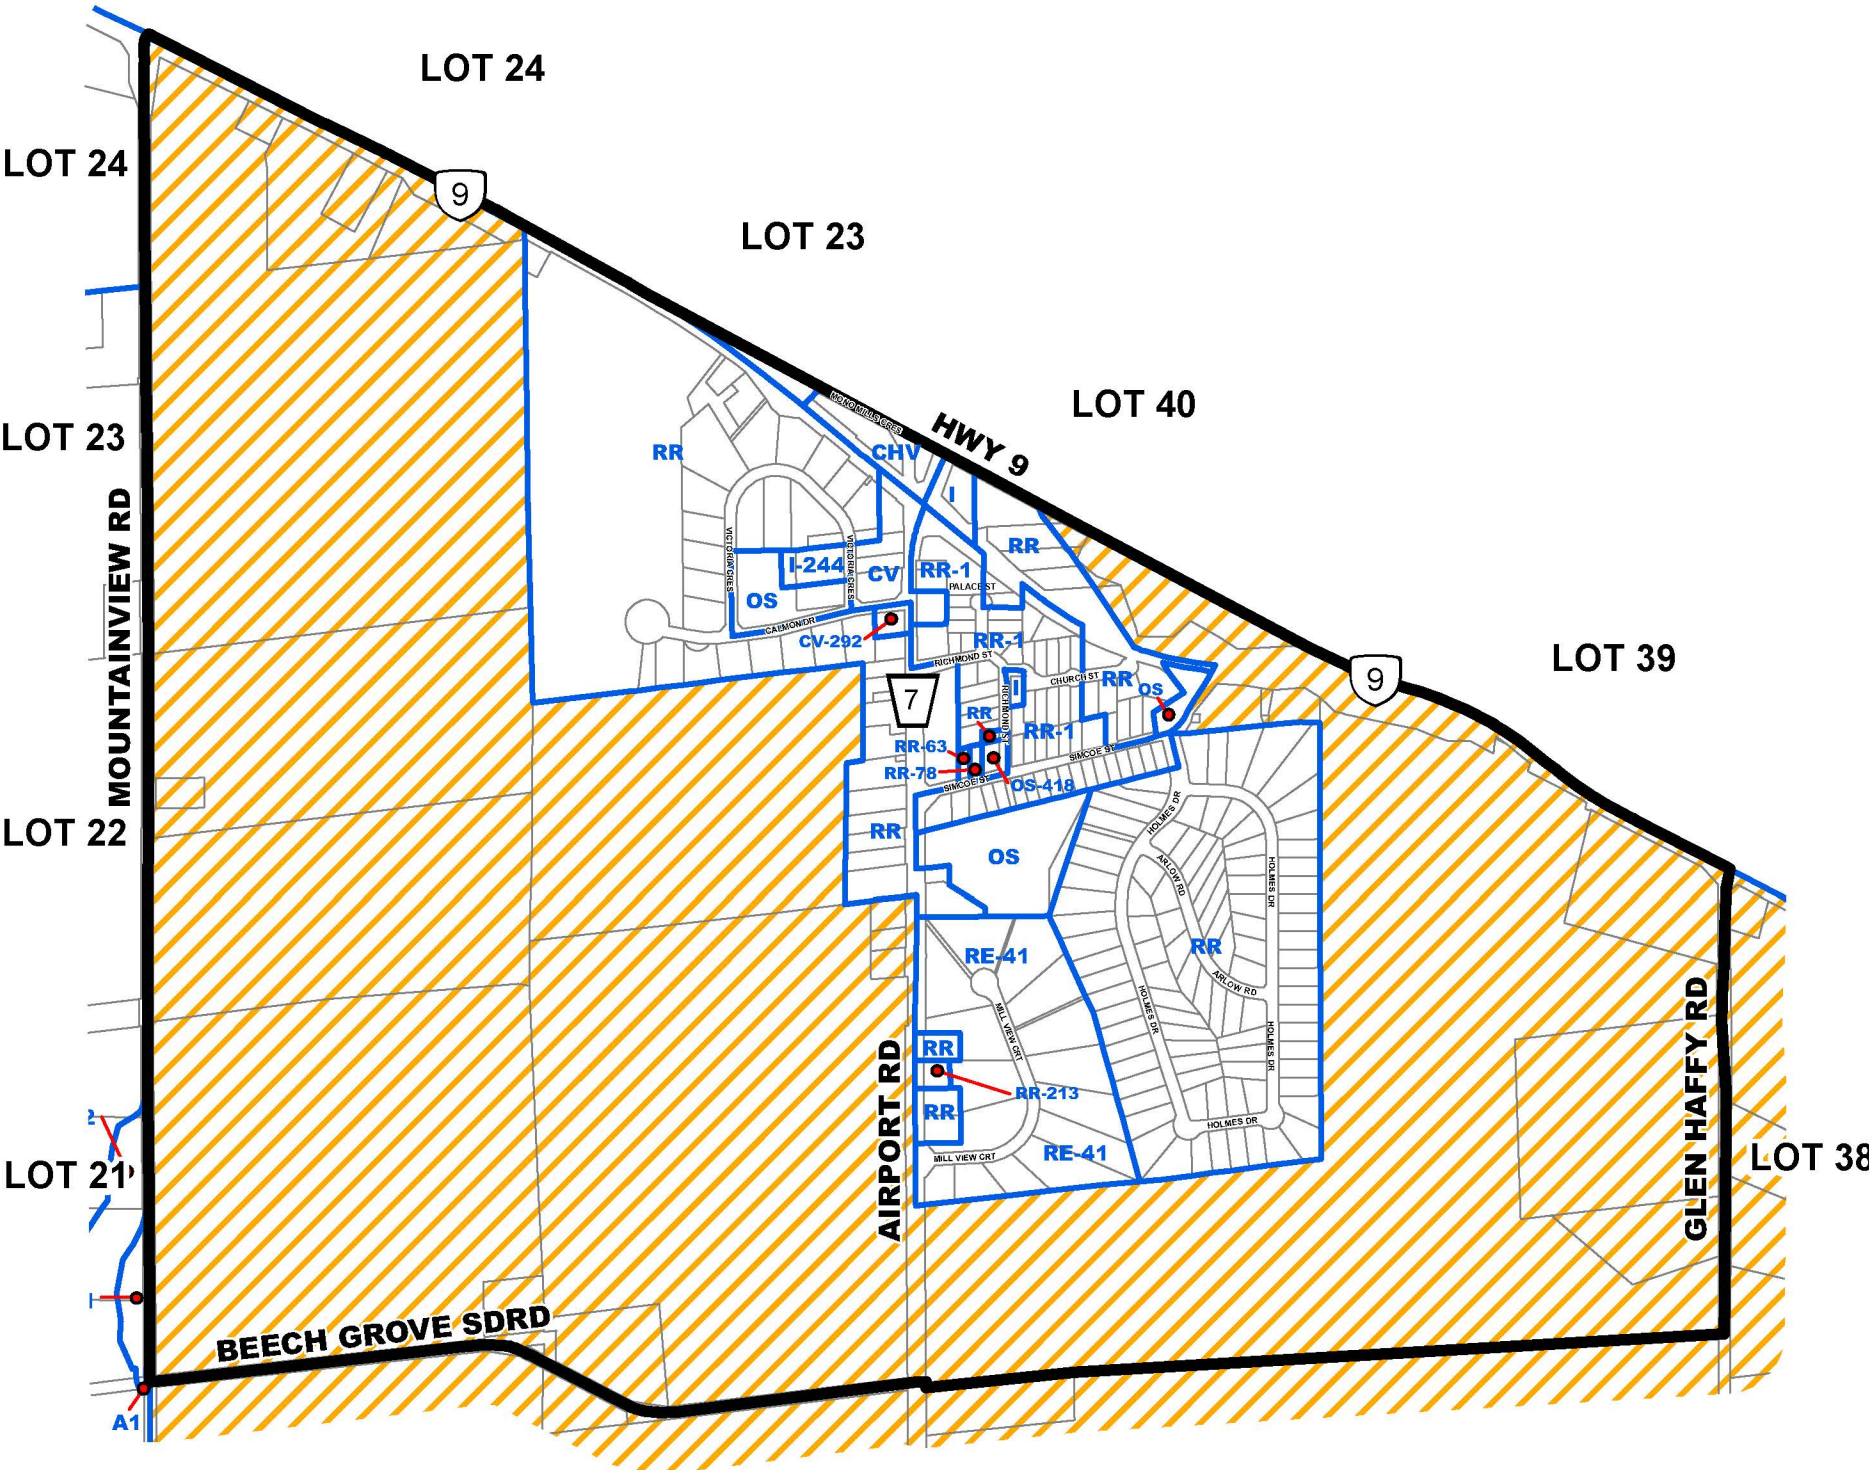 LOT 24
LOT 24
9
LOT 23
LOT 40
MONO MILLS CRES
HWY 9
LOT 23
RR
CHV
I
RR
VICTORIA CRES
VICTORIA CRES
I-244
CV
RR-1
PALACE ST
OS
CALMON DR
CV-292
RR-1
RICHMOND ST
CHURCH ST
RR
OS
LOT 39
9
7
I
RICHMOND ST
RR
RR-1
RR-63
RR-78
SIMCOE ST
SIMCOE ST
OS-418
MOUNTAINVIEW RD
LOT 22
RR
OS
HOLMES DR
ARLOW RD
HOLMES DR
RE-41
RR
ARLOW RD
HOLMES DR
MILL VIEW CRT
HOLMES DR
RR
RR-213
RR
HOLMES DR
MILL VIEW CRT
RE-41
AIRPORT RD
GLEN HAFFY RD
LOT 38
LOT 21
BEECH GROVE SDRD
A1